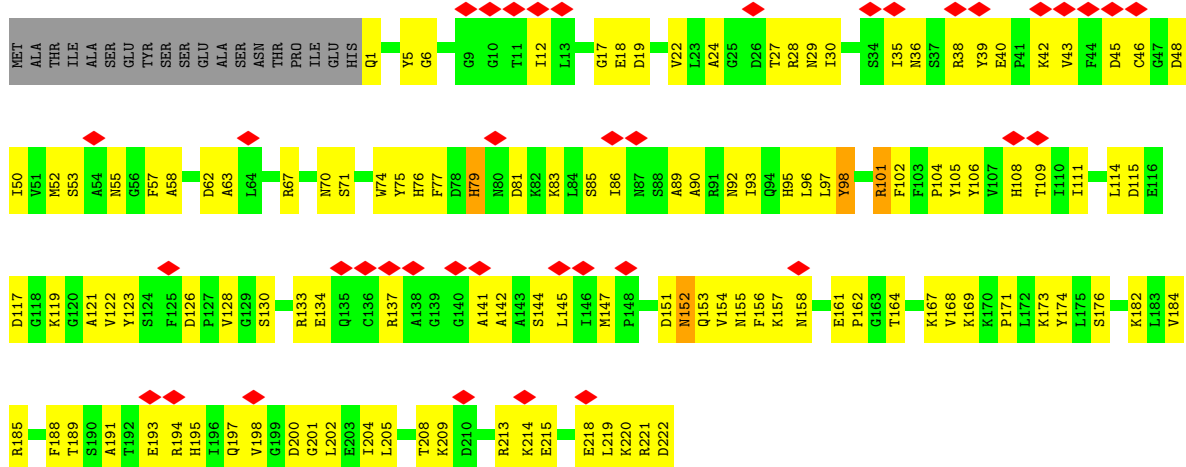 MET ALA THR ILE ALA SER GLU TYR SER SER GLU ALA SER ASN THR PRO ILE GLU HIS Q1 Y5 G6 G9 G10 T11 I12 L13 G17 E18 D19 V22 L23 A24 G25 D26 T27 R28 N29 I30 S34 I35 N36 S37 R38 Y39 E40 P41 K42 V43 F44 D45 C46 G47 D48
I50 V51 M52 S53 A54 N55 G56 F57 A58 D62 A63 L64 R67 N70 S71 W74 Y75 H76 F77 D78 H79 N80 D81 K82 K83 L84 S85 I86 N87 S88 A89 A90 R91 N92 I93 Q94 H95 L96 L97 Y98 R101 F102 F103 P104 Y105 Y106 V107 H108 T109 I110 I111 L114 D115 E116
D117 G118 K119 G120 A121 V122 Y123 S124 F125 D126 P127 V128 G129 S130 R133 E134 Q135 C136 R137 A138 G139 G140 A141 A142 A143 S144 L145 I146 M147 P148 D151 N152 Q153 V154 N155 F156 K157 N158 E161 P162 G163 T164 K167 V168 K169 K170 P171 L172 K173 Y174 L175 S176 K182 L183 V184
R185 F188 T189 S190 A191 T192 E193 R194 H195 I196 Q197 V198 G199 D200 G201 L202 E203 I204 L205 T208 K209 D210 R213 K214 E215 E218 L219 K220 R221 D222